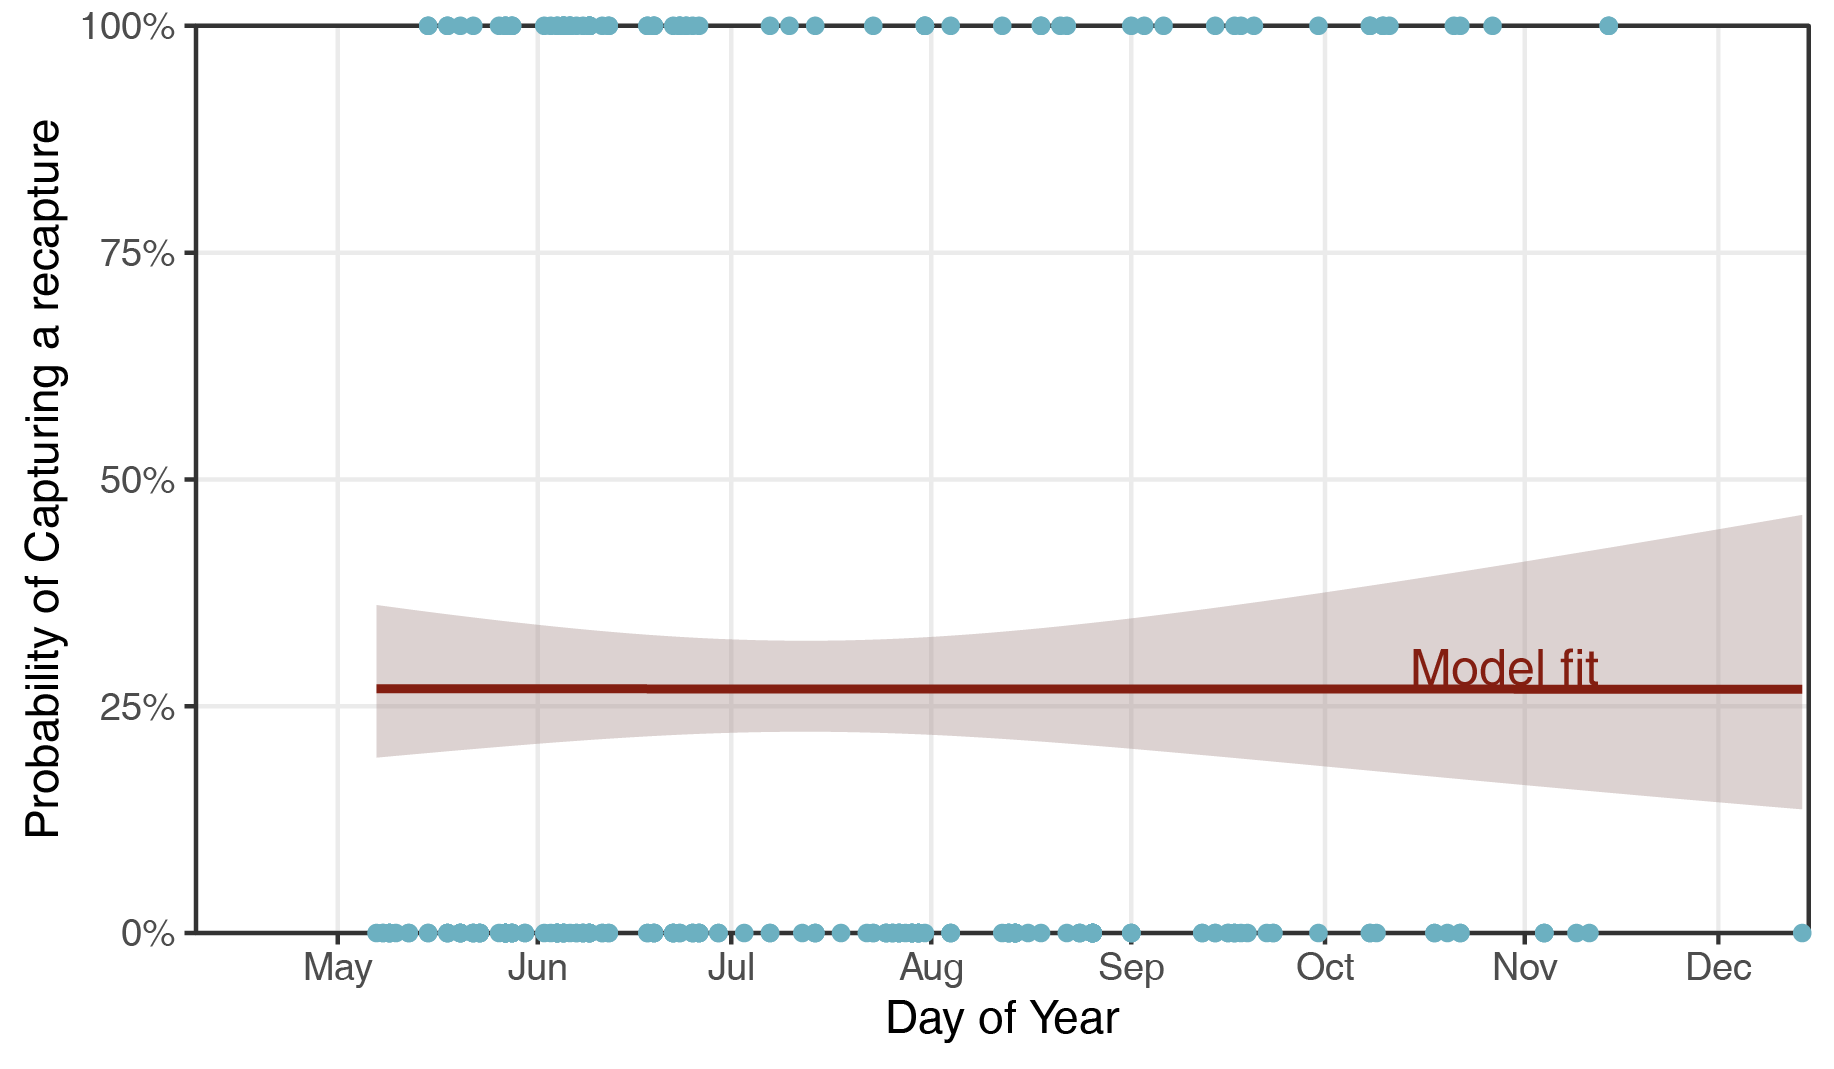 100%
75%
50%
25%
0%
Probability of Capturing a recapture
Model fit
May Jun Jul Aug Sep Oct Nov Dec
Day of Year